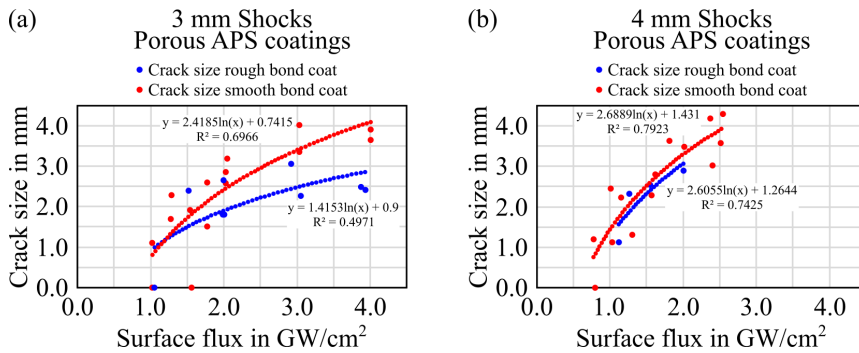 (a)
3 mm Shocks
Porous APS coatings
Crack size rough bond coat
Crack size smooth bond coat
y = 2.4185ln(x) + 0.7415
R² = 0.6966
y = 1.4153ln(x) + 0.9
R² = 0.4971
Crack size in mm
4.0
3.0
2.0
1.0
0.0
0.0
1.0
2.0
3.0
4.0
Surface flux in GW/cm²
(b)
4 mm Shocks
Porous APS coatings
Crack size rough bond coat
Crack size smooth bond coat
y = 2.6889ln(x) + 1.431
R² = 0.7923
y = 2.6055ln(x) + 1.2644
R² = 0.7425
Crack size in mm
4.0
3.0
2.0
1.0
0.0
0.0
1.0
2.0
3.0
4.0
Surface flux in GW/cm²